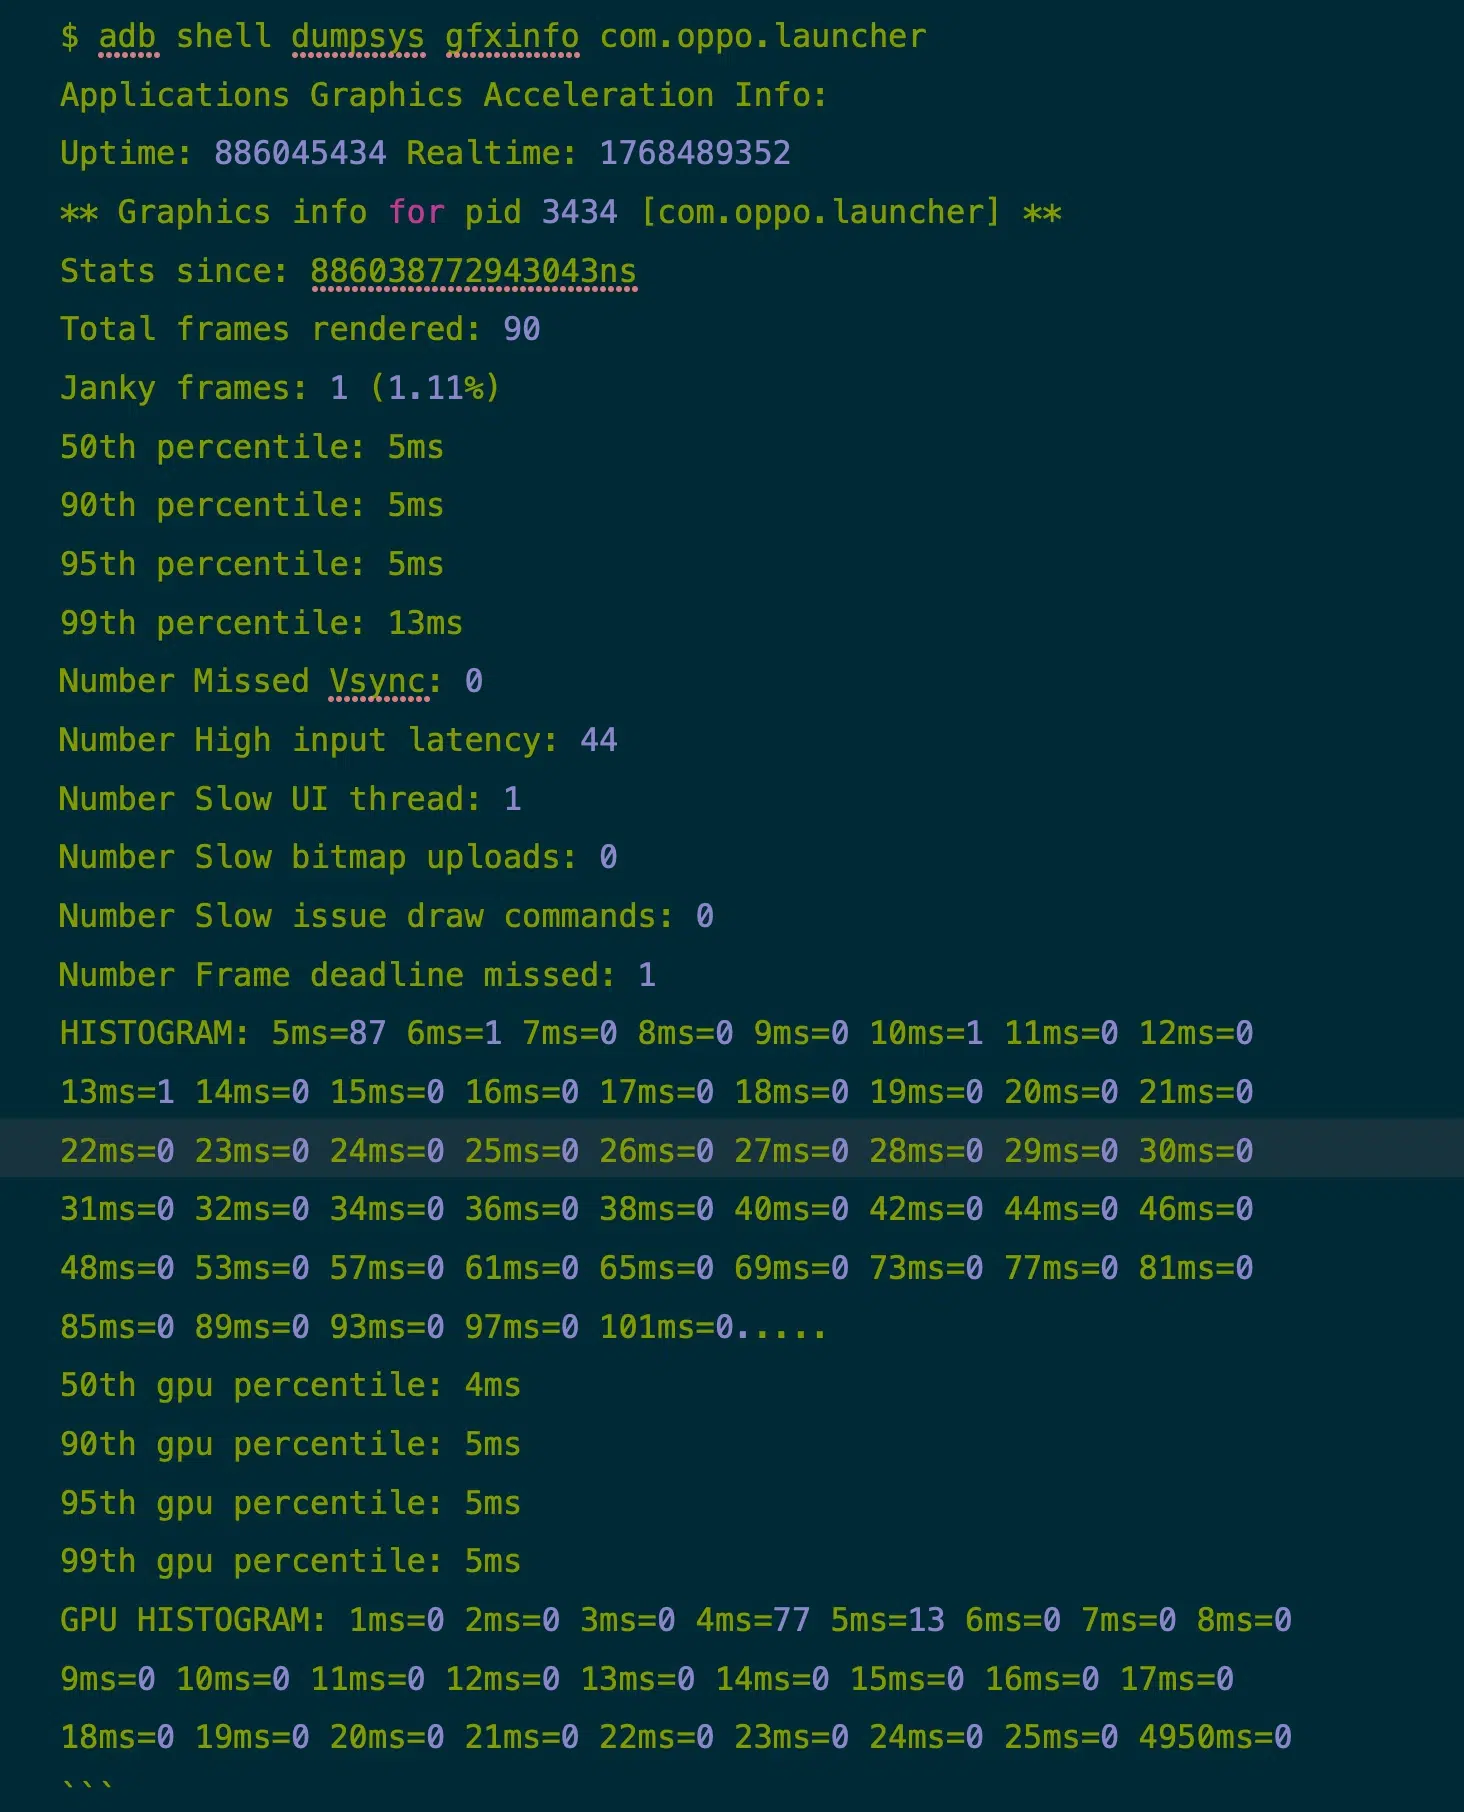 $ adb shell dumpsys gfxinfo com.oppo.launcher
Applications Graphics Acceleration Info:
Uptime: 886045434 Realtime: 1768489352
** Graphics info for pid 3434 [com.oppo.launcher] **
Stats since: 886038772943043ns
Total frames rendered: 90
Janky frames: 1 (1.11%)
50th percentile: 5ms
90th percentile: 5ms
95th percentile: 5ms
99th percentile: 13ms
Number Missed Vsync: 0
Number High input latency: 44
Number Slow UI thread: 1
Number Slow bitmap uploads: 0
Number Slow issue draw commands: 0
Number Frame deadline missed: 1
HISTOGRAM: 5ms=87 6ms=1 7ms=0 8ms=0 9ms=0 10ms=1 11ms=0 12ms=0
13ms=1 14ms=0 15ms=0 16ms=0 17ms=0 18ms=0 19ms=0 20ms=0 21ms=0
22ms=0 23ms=0 24ms=0 25ms=0 26ms=0 27ms=0 28ms=0 29ms=0 30ms=0
31ms=0 32ms=0 34ms=0 36ms=0 38ms=0 40ms=0 42ms=0 44ms=0 46ms=0
48ms=0 53ms=0 57ms=0 61ms=0 65ms=0 69ms=0 73ms=0 77ms=0 81ms=0
85ms=0 89ms=0 93ms=0 97ms=0 101ms=0.....
50th gpu percentile: 4ms
90th gpu percentile: 5ms
95th gpu percentile: 5ms
99th gpu percentile: 5ms
GPU HISTOGRAM: 1ms=0 2ms=0 3ms=0 4ms=77 5ms=13 6ms=0 7ms=0 8ms=0
9ms=0 10ms=0 11ms=0 12ms=0 13ms=0 14ms=0 15ms=0 16ms=0 17ms=0
18ms=0 19ms=0 20ms=0 21ms=0 22ms=0 23ms=0 24ms=0 25ms=0 4950ms=0
```